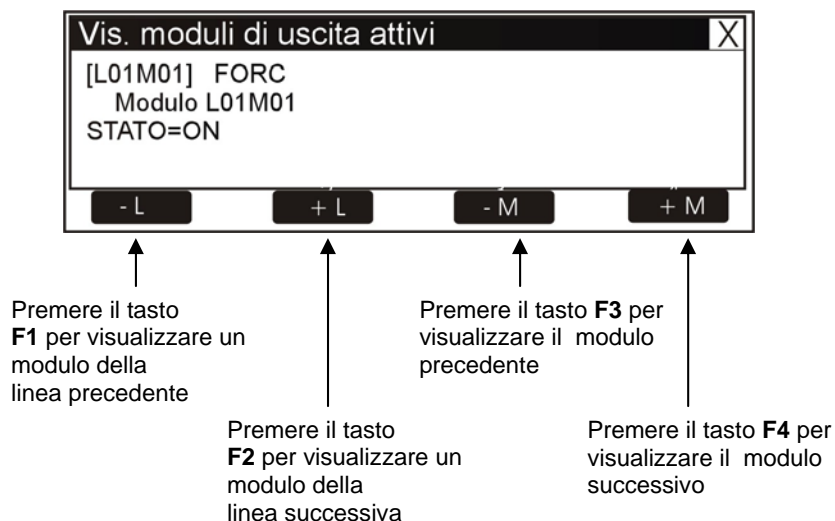 Vis. moduli di uscita attivi X
[L01M01] FORC
Modulo L01M01
STATO=ON
- L + L - M + M
Premere il tasto
F1 per visualizzare un
modulo della
linea precedente
Premere il tasto F3 per
visualizzare il modulo
precedente
Premere il tasto
F2 per visualizzare un
modulo della
linea successiva
Premere il tasto F4 per
visualizzare il modulo
successivo